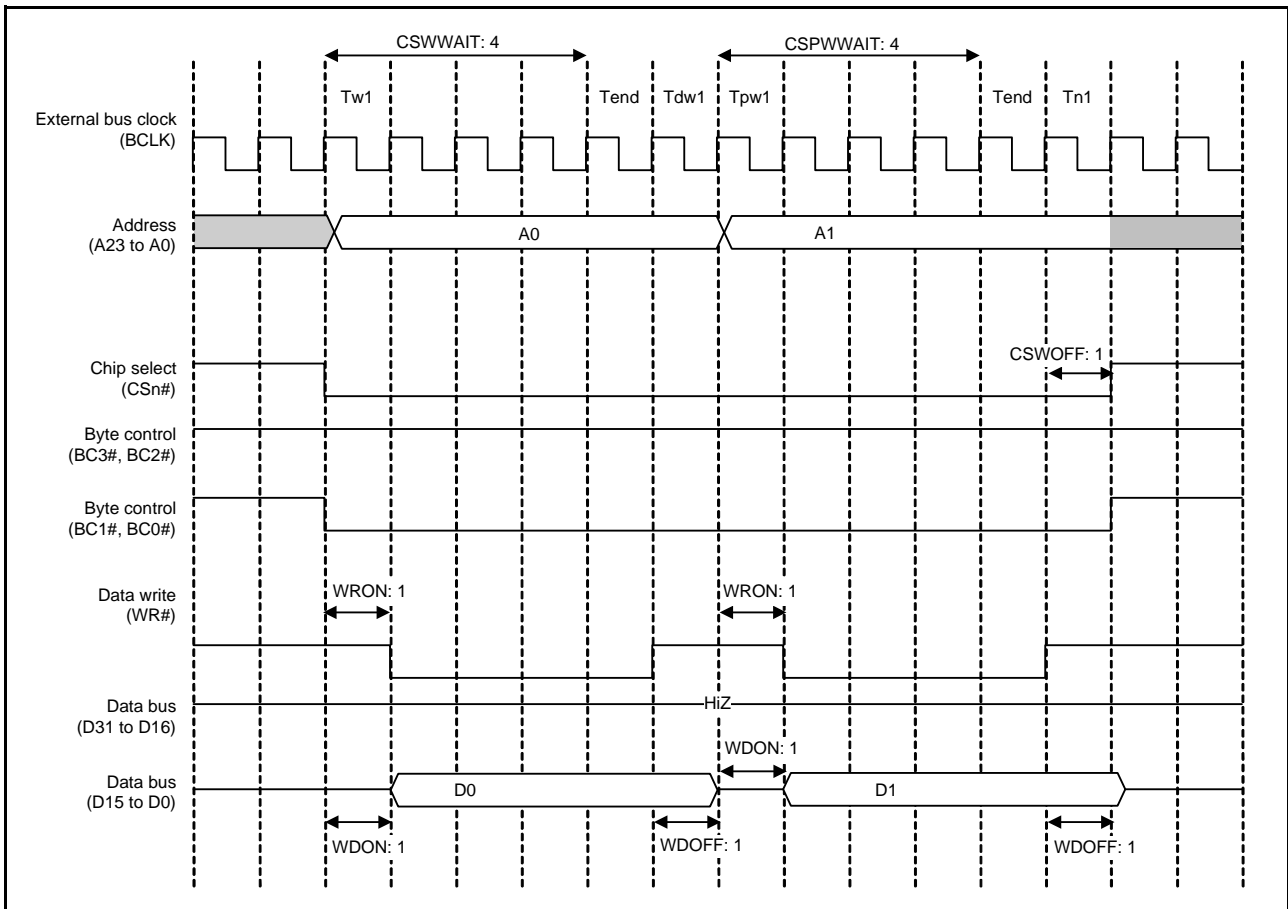 CSWWAIT: 4
CSPWWAIT: 4
Tw1
Tend
Tdw1
Tpw1
Tend
Tn1
External bus clock
(BCLK)
Address
(A23 to A0)
A0
A1
CSWOFF: 1
Chip select
(CSn#)
Byte control
(BC3#, BC2#)
Byte control
(BC1#, BC0#)
WRON: 1
WRON: 1
Data write
(WR#)
Data bus
(D31 to D16)
HiZ
WDON: 1
Data bus
(D15 to D0)
D0
D1
WDON: 1
WDOFF: 1
WDOFF: 1